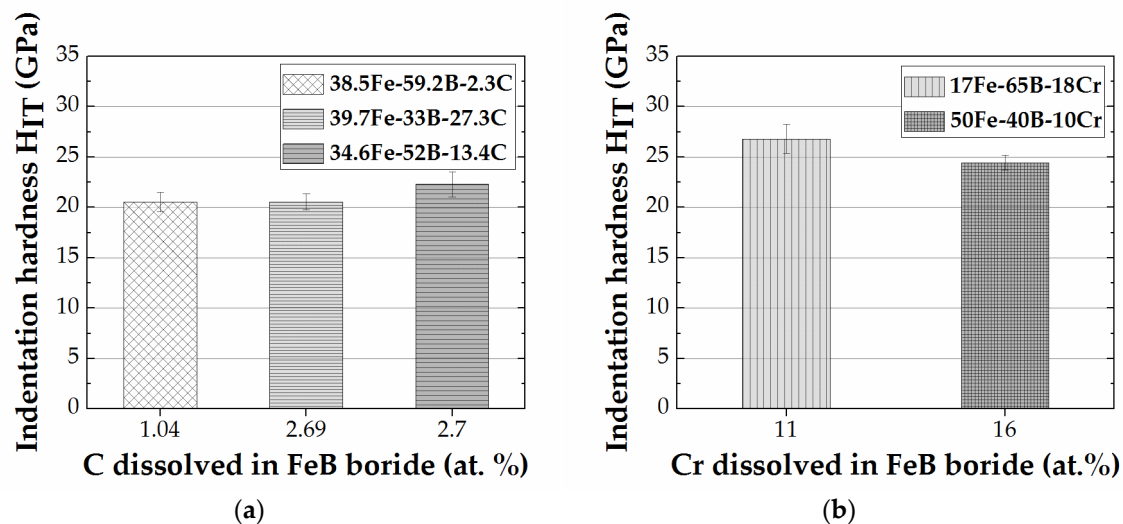 Indentation hardness HIT (GPa)
35
30
25
20
15
10
5
0
38.5Fe-59.2B-2.3C
39.7Fe-33B-27.3C
34.6Fe-52B-13.4C
1.04 2.69 2.7
C dissolved in FeB boride (at. %)
(a)
Indentation hardness HIT (GPa)
35
30
25
20
15
10
5
0
17Fe-65B-18Cr
50Fe-40B-10Cr
11 16
Cr dissolved in FeB boride (at.%)
(b)